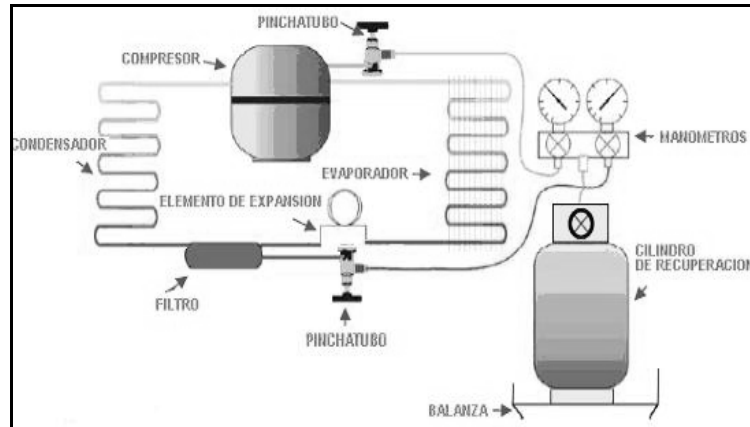 PINCHATUBO
COMPRESOR
CONDENSADOR
MANOMETROS
EVAPORADOR
ELEMENTO DE EXPANSION
CILINDRO
DE RECUPERACION
FILTRO
PINCHATUBO
BALANZA